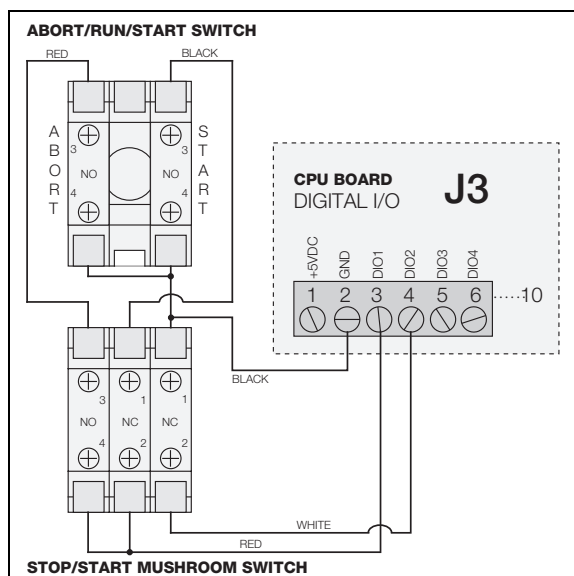 ABORT/RUN/START SWITCH
RED
BLACK
ABORT
START
3
NO
4
3
NO
4
CPU BOARD
DIGITAL I/O
J3
+5VDC
GND
DIO1
DIO2
DIO3
DIO4
1 2 3 4 5 6 ......10
BLACK
3
NO
4
1
NC
2
1
NC
2
WHITE
RED
STOP/START MUSHROOM SWITCH